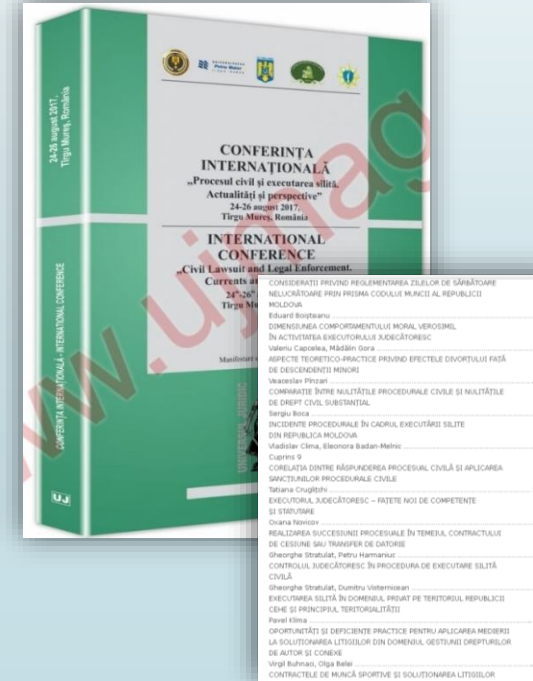 24-26 august 2017,
Tîrgu Mureș, România
CONFERINȚA INTERNAȚIONALĂ - INTERNATIONAL CONFERENCE
UJ
UNIVERSITATEA
Petru Maior
CONFERINȚA
INTERNAȚIONALĂ
„Procesul civil și executarea silită.
Actualități și perspective”
24-26 august 2017,
Tîrgu Mureș, România
INTERNATIONAL
CONFERENCE
„Civil Lawsuit and Legal Enforcement.
Currents
24th-26th
Tîrgu
UNIVERSUL JURIDIC
www.ujmag
CONSIDERAȚII PRIVIND REGLEMENTAREA ZILELOR DE SĂRBĂTOARE
NELUCRĂTOARE PRIN PRISMA CODULUI MUNCII AL REPUBLICII
MOLDOVA
Eduard Boișteanu
DIMENSIUNEA COMPORTAMENTULUI MORAL VEROSIMIL
ÎN ACTIVITATEA EXECUTORULUI JUDECĂTORESC
Valeriu Capcelea, Mădălin Gora
ASPECTE TEORETICO-PRACTICE PRIVIND EFECTELE DIVORȚULUI FAȚĂ
DE DESCENDENȚII MINORI
Veaceslav Pînzari
COMPARAȚIE ÎNTRE NULITĂȚILE PROCEDURALE CIVILE ȘI NULITĂȚILE
DE DREPT CIVIL SUBSTANȚIAL
Sergiu Boca
INCIDENTE PROCEDURALE ÎN CADRUL EXECUTĂRII SILITE
DIN REPUBLICA MOLDOVA
Vladislav Clima, Eleonora Badan-Melnic
Cuprins 9
CORELAȚIA DINTRE RĂSPUNDEREA PROCESUAL CIVILĂ ȘI APLICAREA
SANCȚIUNILOR PROCEDURALE CIVILE
Tatiana Cruglițchi
EXECUTORUL JUDECĂTORESC – FAȚETE NOI DE COMPETENȚE
ȘI STATUTARE
Oxana Novicov
REALIZAREA SUCCESIUNII PROCESUALE ÎN TEMEIUL CONTRACTULUI
DE CESIUNE SAU TRANSFER DE DATORIE
Gheorghe Stratulat, Petru Harmaniuc
CONTROLUL JUDECĂTORESC ÎN PROCEDURA DE EXECUTARE SILITĂ
CIVILĂ
Gheorghe Stratulat, Dumitru Visternicean
EXECUTAREA SILITĂ ÎN DOMENIUL PRIVAT PE TERITORIUL REPUBLICII
CEHE ȘI PRINCIPIUL TERITORIALITĂȚII
Pavel Klima
OPORTUNITĂȚI ȘI DEFICIENȚE PRACTICE PENTRU APLICAREA MEDIERII
LA SOLUȚIONAREA LITIGIILOR DIN DOMENIUL GESTIUNII DREPTURILOR
DE AUTOR ȘI CONEXE
Virgil Buhnaci, Olga Belei
CONTRACTELE DE MUNCĂ SPORTIVE ȘI SOLUȚIONAREA LITIGIILOR